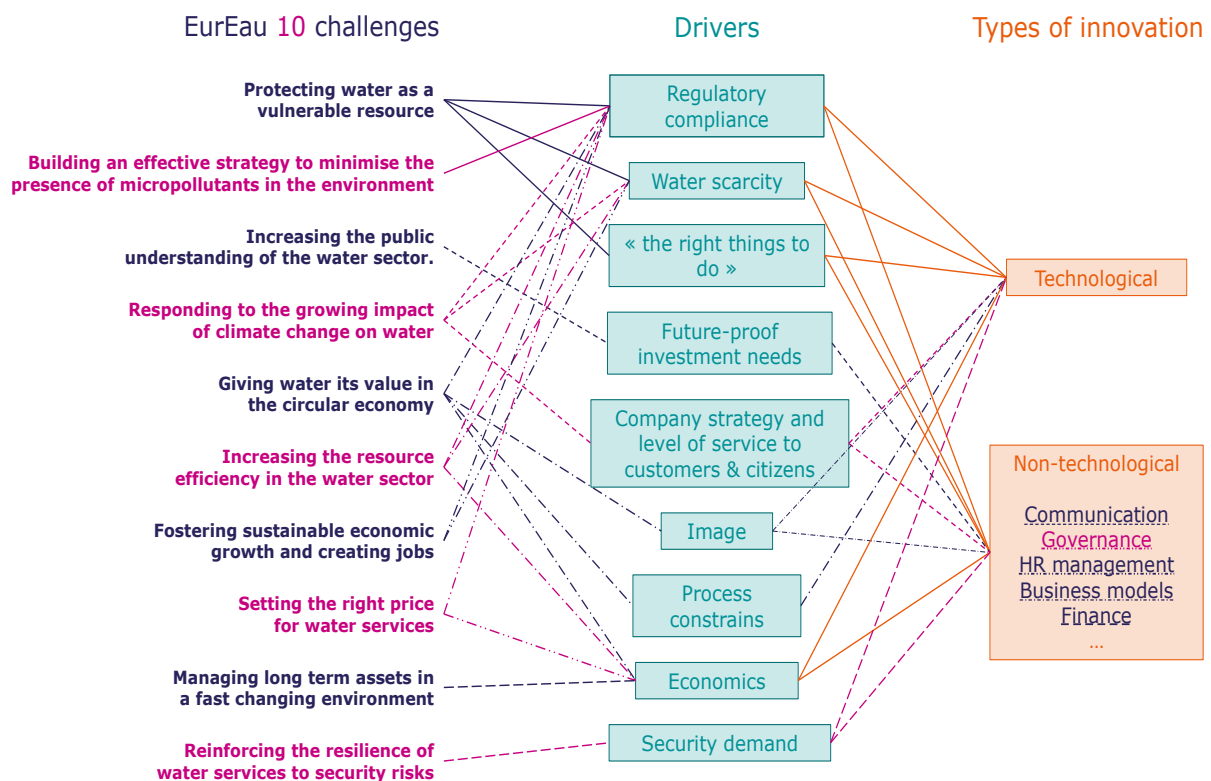 EurEau 10 challenges
Protecting water as a
vulnerable resource
Building an effective strategy to minimise the
presence of micropollutants in the environment
Increasing the public
understanding of the water sector.
Responding to the growing impact
of climate change on water
Giving water its value in
the circular economy
Increasing the resource
efficiency in the water sector
Fostering sustainable economic
growth and creating jobs
Setting the right price
for water services
Managing long term assets in
a fast changing environment
Reinforcing the resilience of
water services to security risks
Drivers
Regulatory
compliance
Water scarcity
« the right things to
do »
Future-proof
investment needs
Company strategy and
level of service to
customers & citizens
Image
Process
constrains
Economics
Security demand
Types of innovation
Technological
Non-technological
Communication
Governance
HR management
Business models
Finance
...